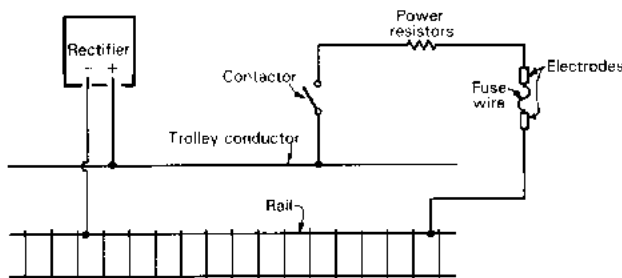 Power
resistors
Rectifier
- +
Contactor
Electrodes
Fuse
wire
Trolley conductor
Rail